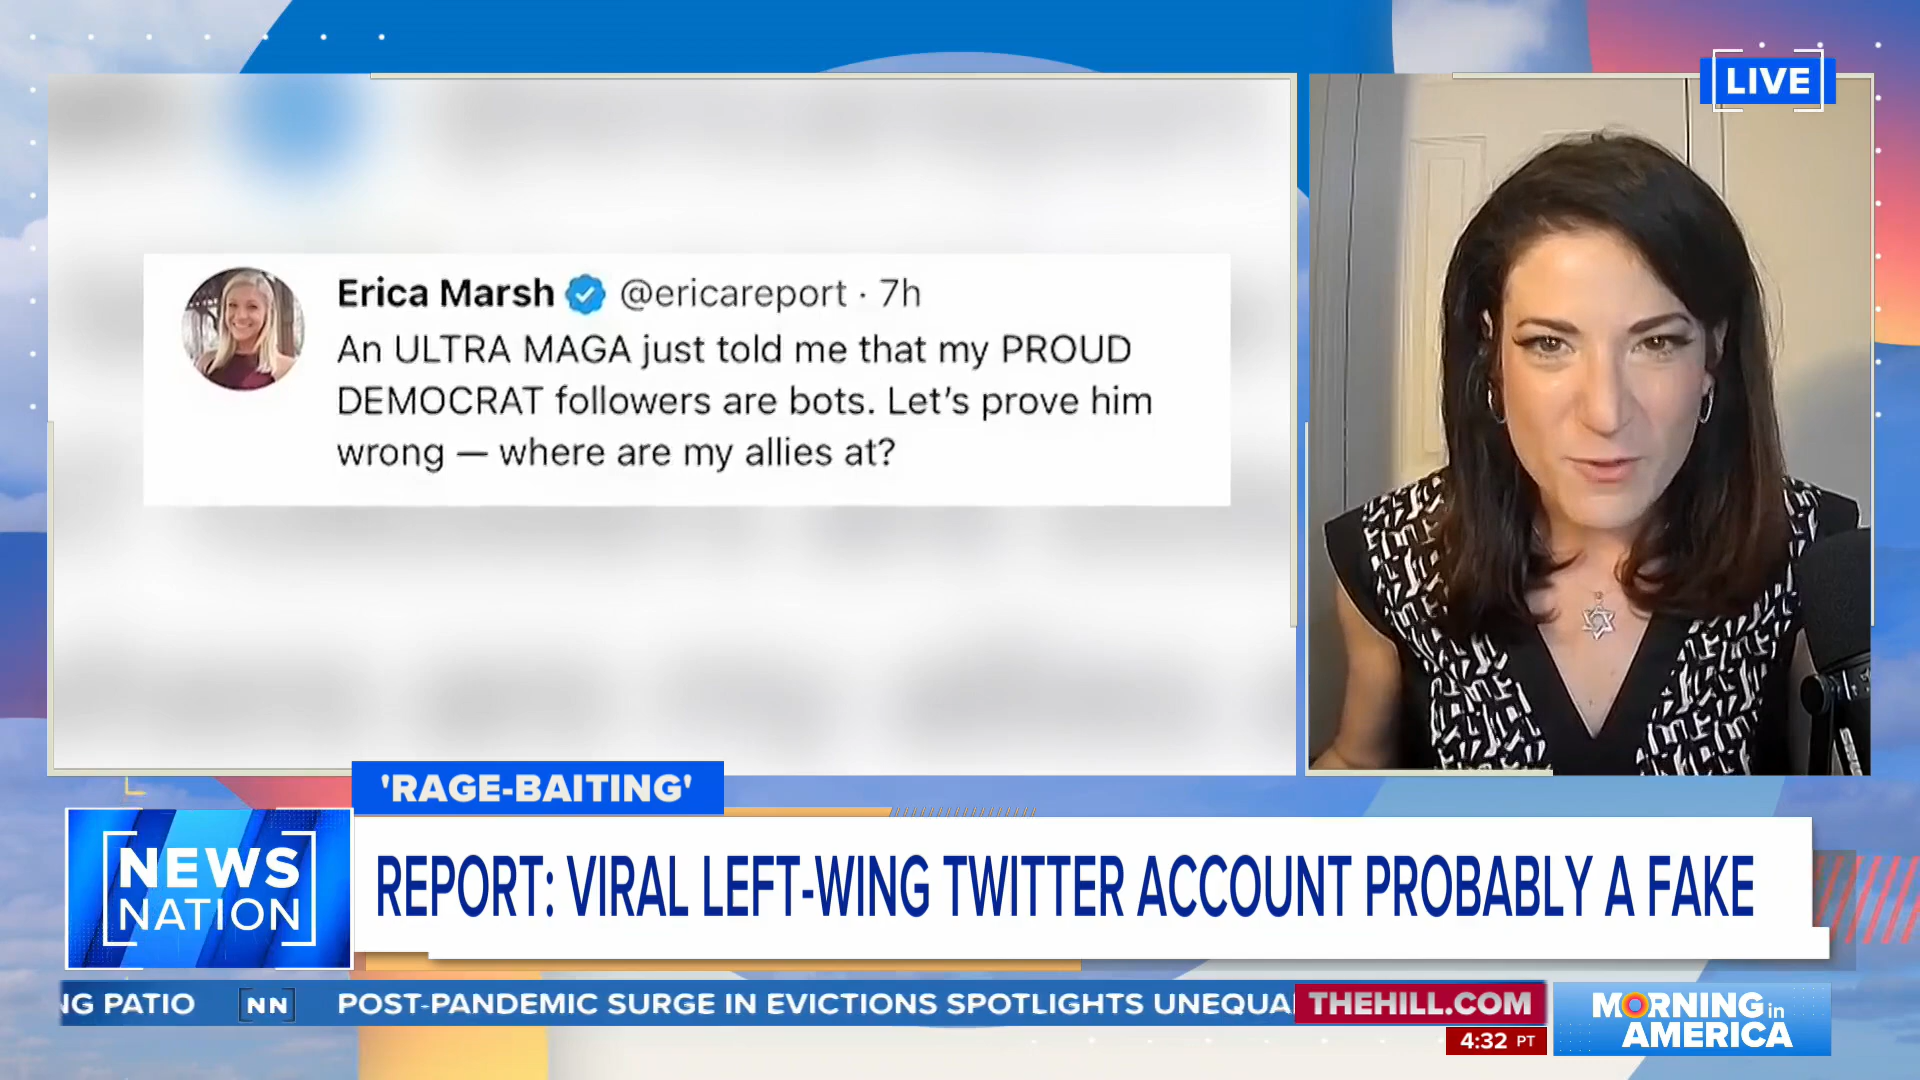 LIVE
Erica Marsh @ericareport · 7h
An ULTRA MAGA just told me that my PROUD
DEMOCRAT followers are bots. Let's prove him
wrong — where are my allies at?
'RAGE-BAITING'
NEWS
NATION
REPORT: VIRAL LEFT-WING TWITTER ACCOUNT PROBABLY A FAKE
NG PATIO NN POST-PANDEMIC SURGE IN EVICTIONS SPOTLIGHTS UNEQUA
THEHILL.COM
4:32 PT
MORNING in
AMERICA